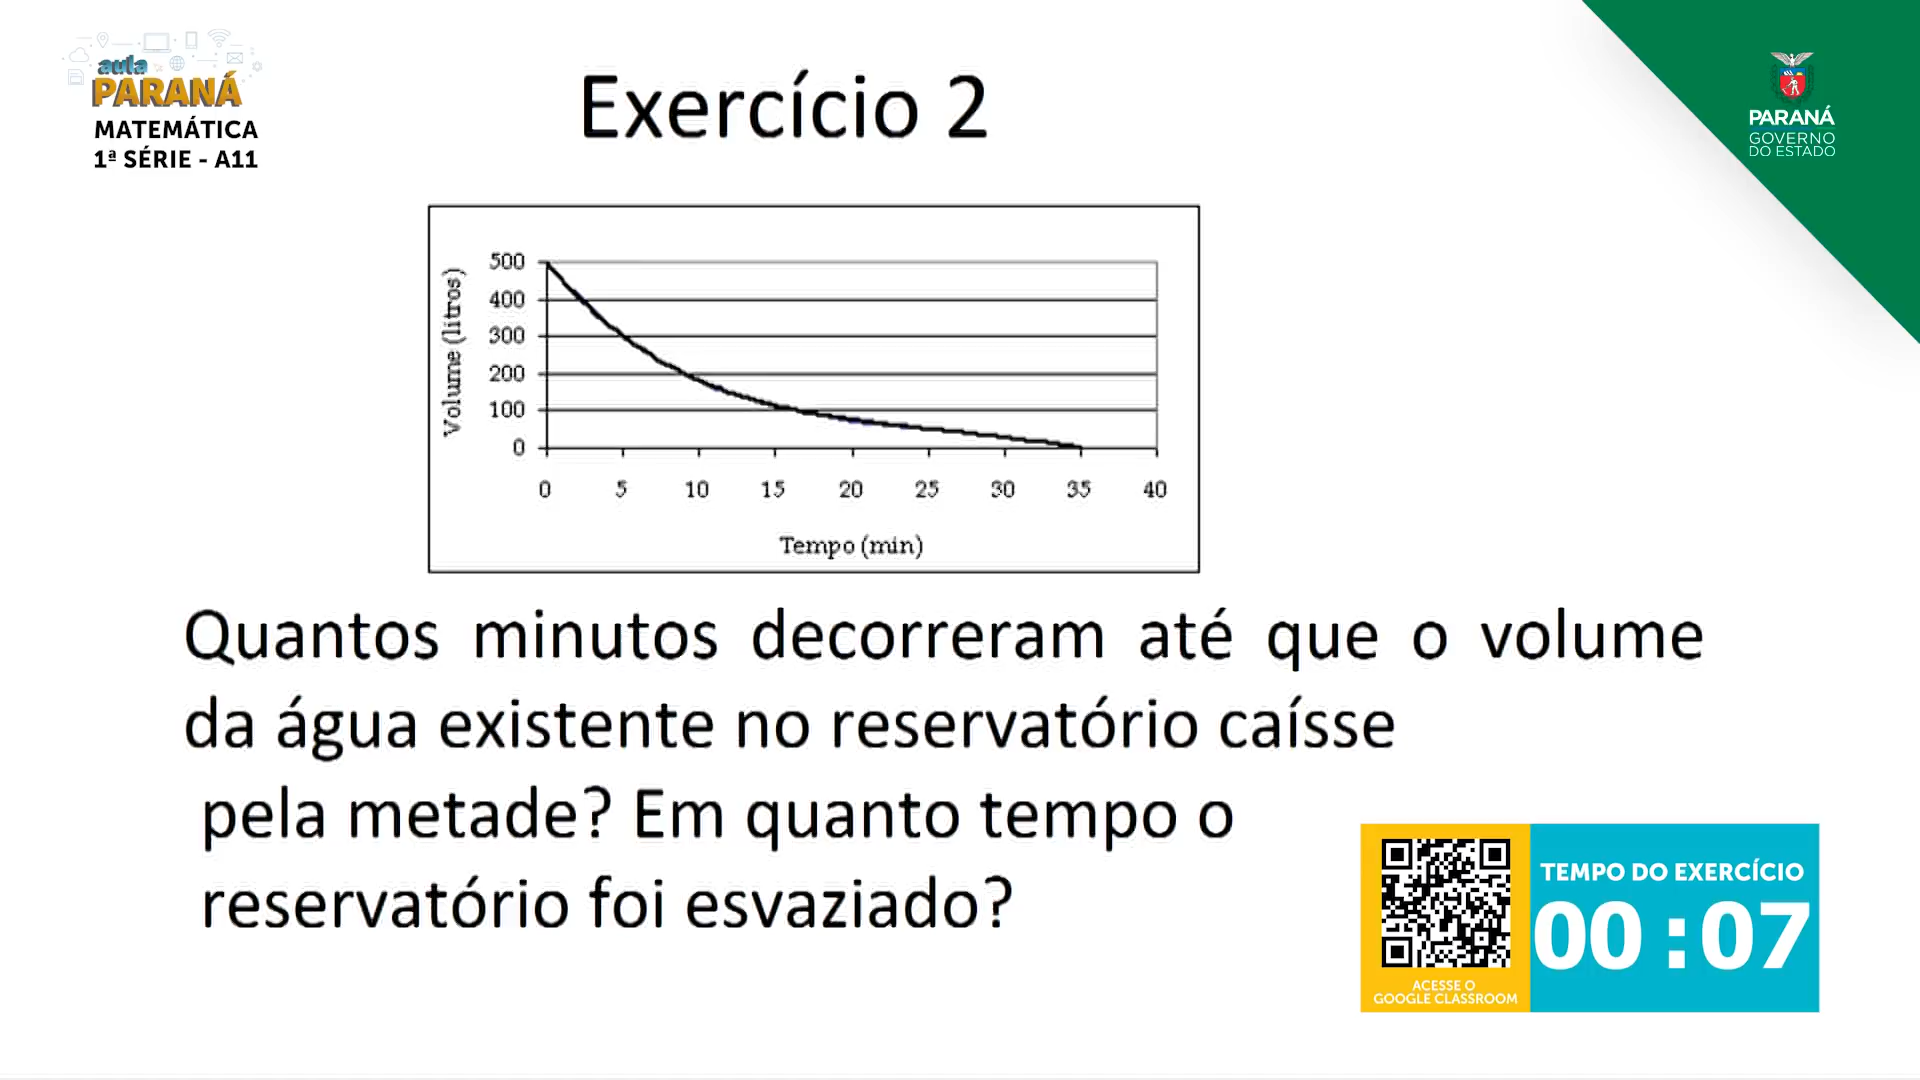 aula
PARANÁ
MATEMÁTICA
1ª SÉRIE - A11
Exercício 2
PARANÁ
GOVERNO
DO ESTADO
Volume (litros)
500
400
300
200
100
0
0 5 10 15 20 25 30 35 40
Tempo (min)
Quantos minutos decorreram até que o volume
da água existente no reservatório caísse
pela metade? Em quanto tempo o
reservatório foi esvaziado?
ACESSE O
GOOGLE CLASSROOM
TEMPO DO EXERCÍCIO
00 :07